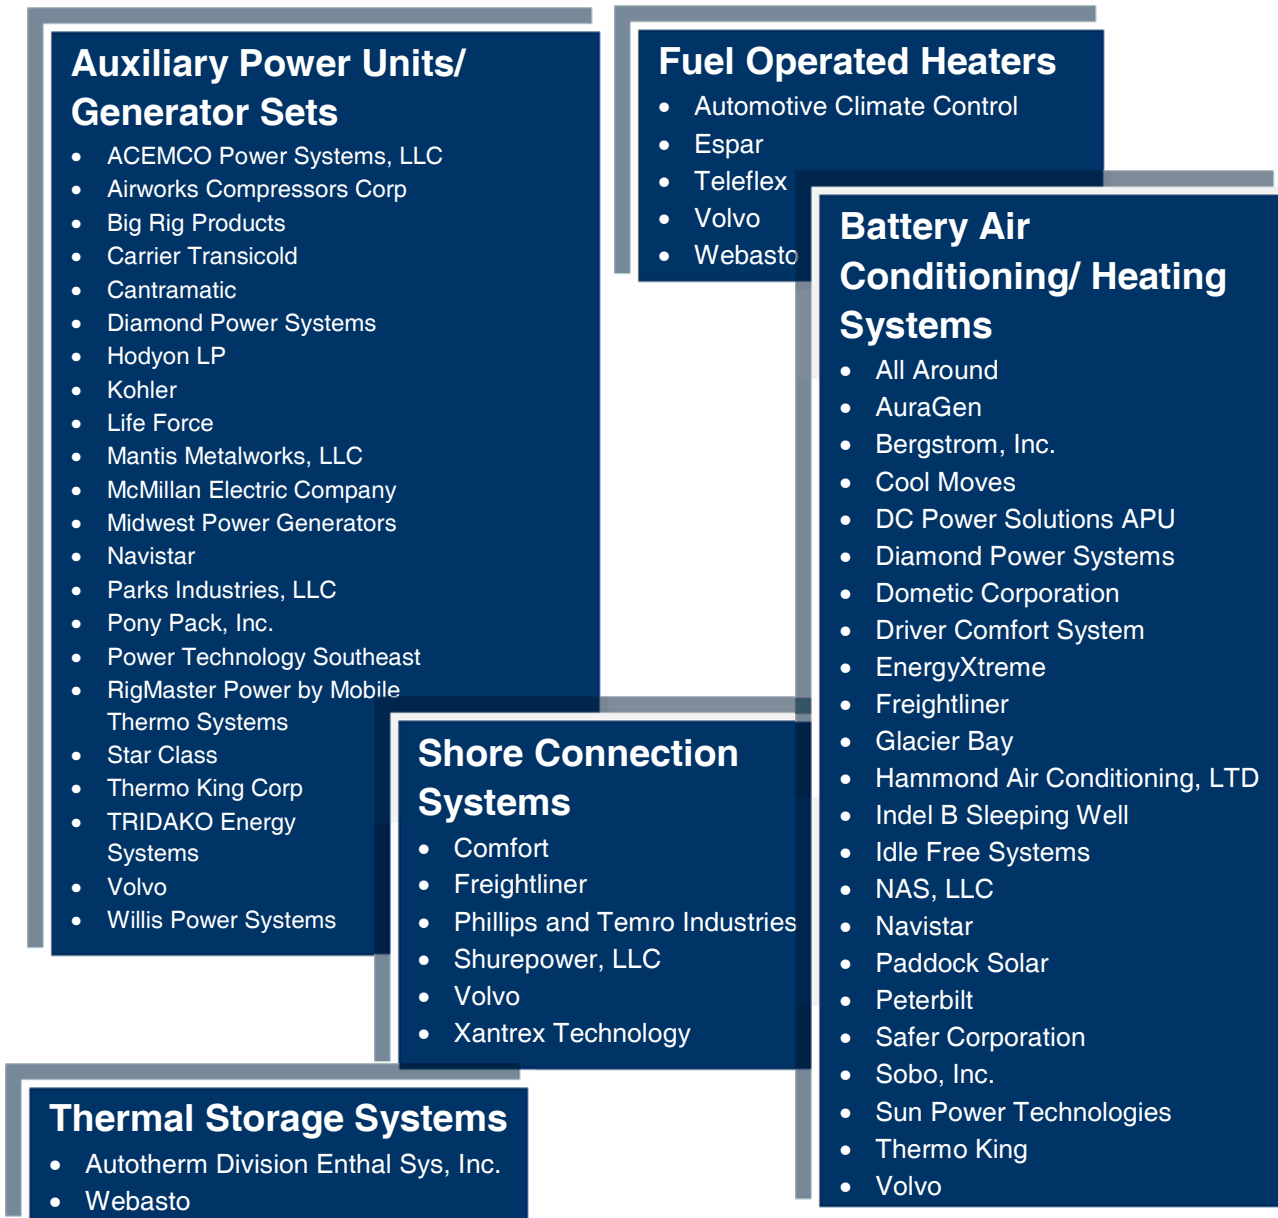 Auxiliary Power Units/
Generator Sets
• ACEMCO Power Systems, LLC
• Airworks Compressors Corp
• Big Rig Products
• Carrier Transicold
• Cantramatic
• Diamond Power Systems
• Hodyon LP
• Kohler
• Life Force
• Mantis Metalworks, LLC
• McMillan Electric Company
• Midwest Power Generators
• Navistar
• Parks Industries, LLC
• Pony Pack, Inc.
• Power Technology Southeast
• RigMaster Power by Mobile
Thermo Systems
• Star Class
• Thermo King Corp
• TRIDAKO Energy
Systems
• Volvo
• Willis Power Systems
Fuel Operated Heaters
• Automotive Climate Control
• Espar
• Teleflex
• Volvo
• Webasto
Battery Air
Conditioning/ Heating
Systems
• All Around
• AuraGen
• Bergstrom, Inc.
• Cool Moves
• DC Power Solutions APU
• Diamond Power Systems
• Dometic Corporation
• Driver Comfort System
• EnergyXtreme
• Freightliner
• Glacier Bay
• Hammond Air Conditioning, LTD
• Indel B Sleeping Well
• Idle Free Systems
• NAS, LLC
• Navistar
• Paddock Solar
• Peterbilt
• Safer Corporation
• Sobo, Inc.
• Sun Power Technologies
• Thermo King
• Volvo
Shore Connection
Systems
• Comfort
• Freightliner
• Phillips and Temro Industries
• Shurepower, LLC
• Volvo
• Xantrex Technology
Thermal Storage Systems
• Autotherm Division Enthal Sys, Inc.
• Webasto